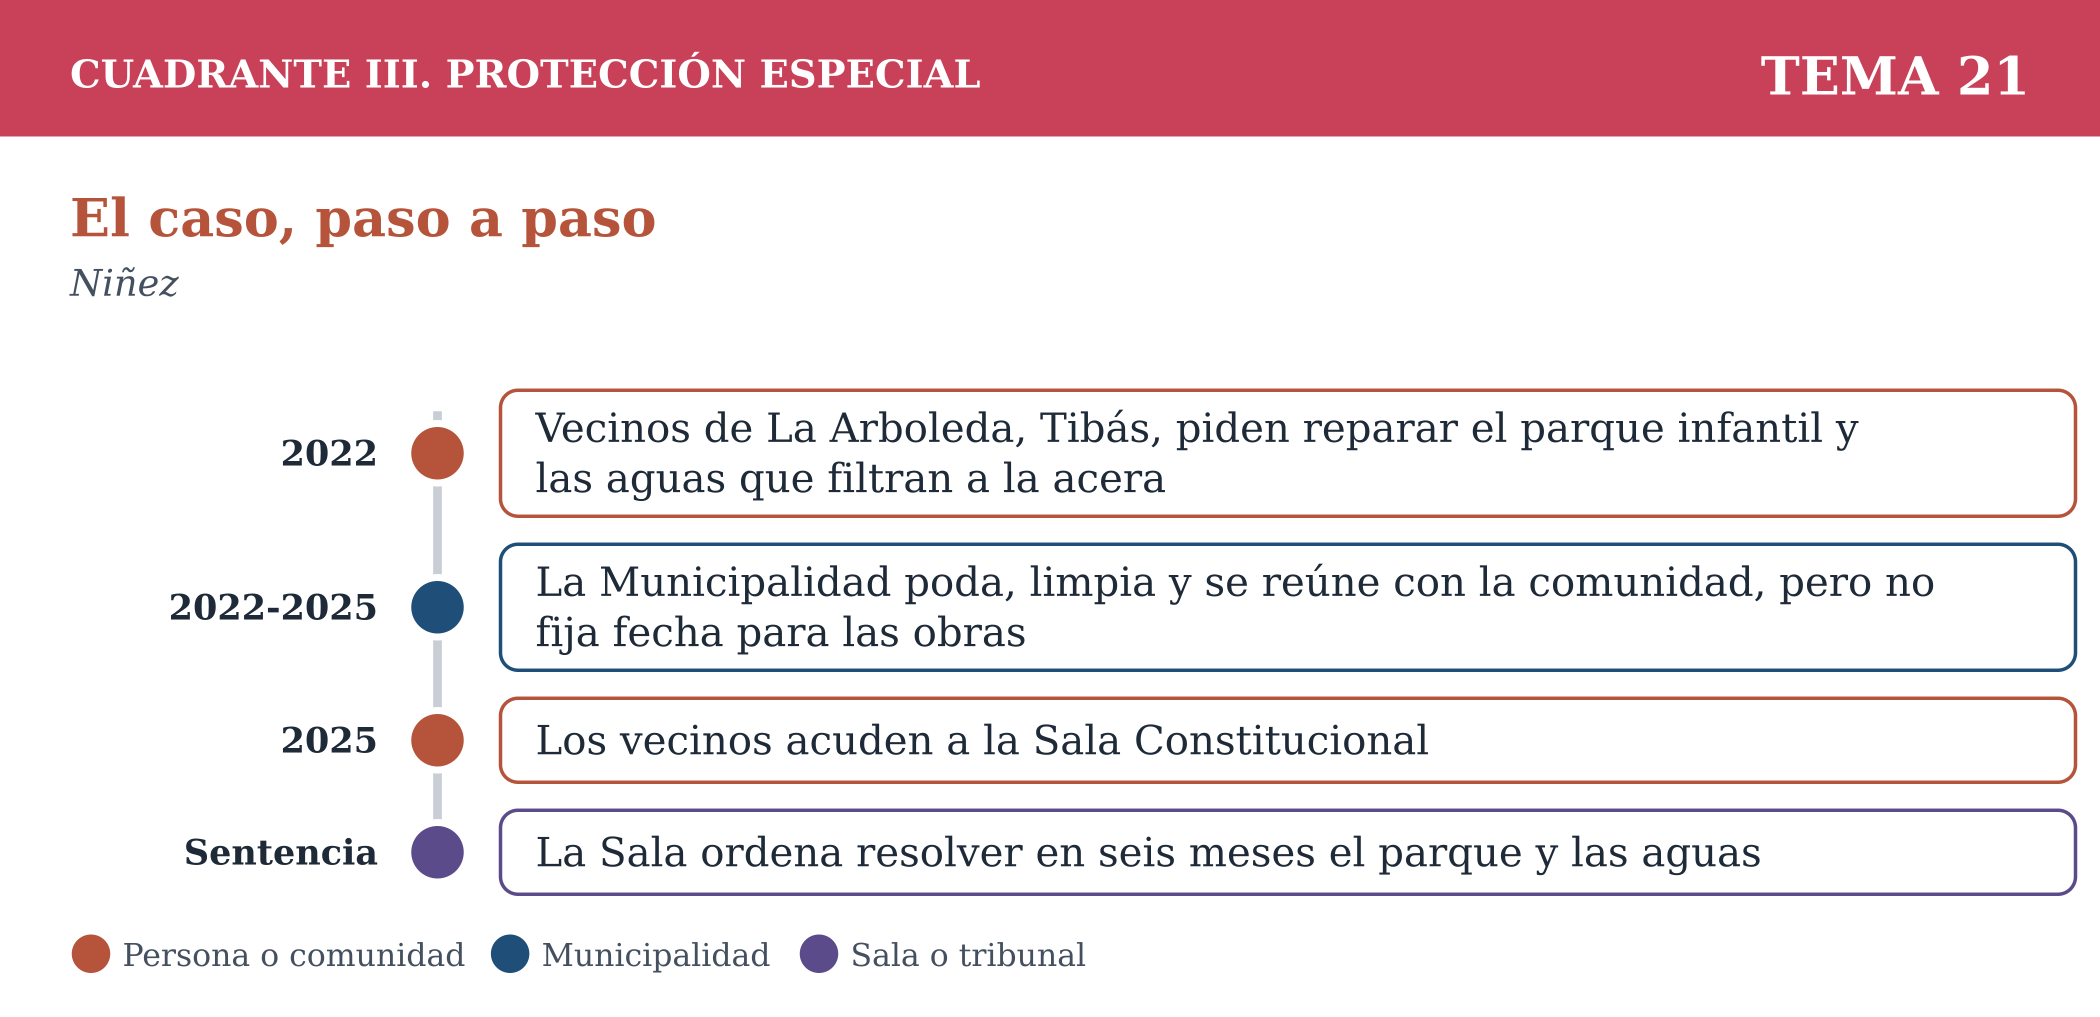 CUADRANTE III. PROTECCIÓN ESPECIAL
TEMA 21
El caso, paso a paso
Niñez
2022
Vecinos de La Arboleda, Tibás, piden reparar el parque infantil y
las aguas que filtran a la acera
2022-2025
La Municipalidad poda, limpia y se reúne con la comunidad, pero no
fija fecha para las obras
2025
Los vecinos acuden a la Sala Constitucional
Sentencia
La Sala ordena resolver en seis meses el parque y las aguas
Persona o comunidad
Municipalidad
Sala o tribunal